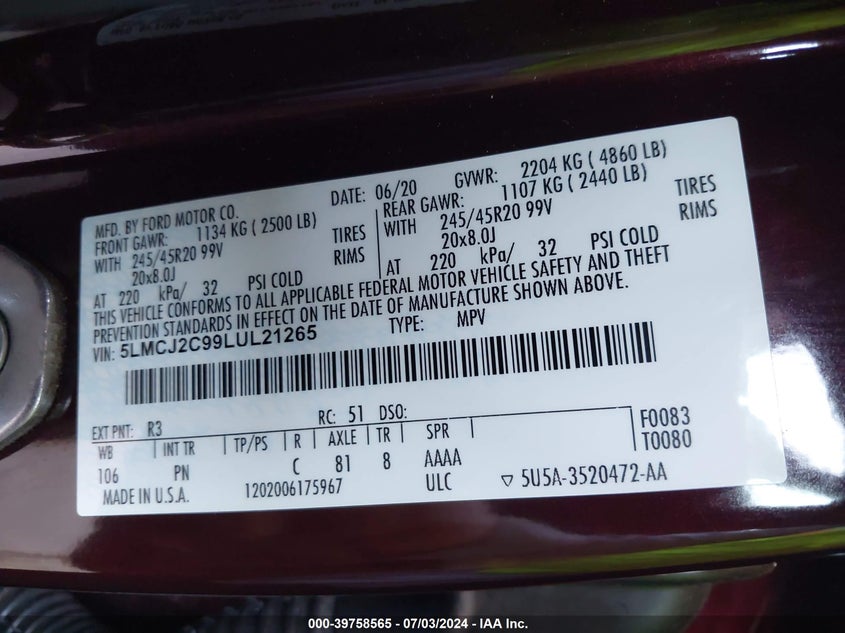 MFD. BY FORD MOTOR CO.
DATE: 06/20
GVWR: 2204 KG ( 4860 LB)
FRONT GAWR: 1134 KG ( 2500 LB)
REAR GAWR: 1107 KG ( 2440 LB)
WITH 245/45R20 99V TIRES
WITH 245/45R20 99V TIRES
20x8.0J RIMS
20x8.0J RIMS
AT 220 kPa/ 32 PSI COLD
AT 220 kPa/ 32 PSI COLD
THIS VEHICLE CONFORMS TO ALL APPLICABLE FEDERAL MOTOR VEHICLE SAFETY AND THEFT
PREVENTION STANDARDS IN EFFECT ON THE DATE OF MANUFACTURE SHOWN ABOVE.
VIN: 5LMCJ2C99LUL21265 TYPE: MPV
EXT PNT: R3 RC: 51 DSO:
WB INT TR TP/PS R AXLE TR SPR
106 PN C 81 8 AAAA
F0083
T0080
MADE IN U.S.A. 1202006175967 ULC ▽ 5U5A-3520472-AA
000-39758565 - 07/03/2024 - IAA Inc.